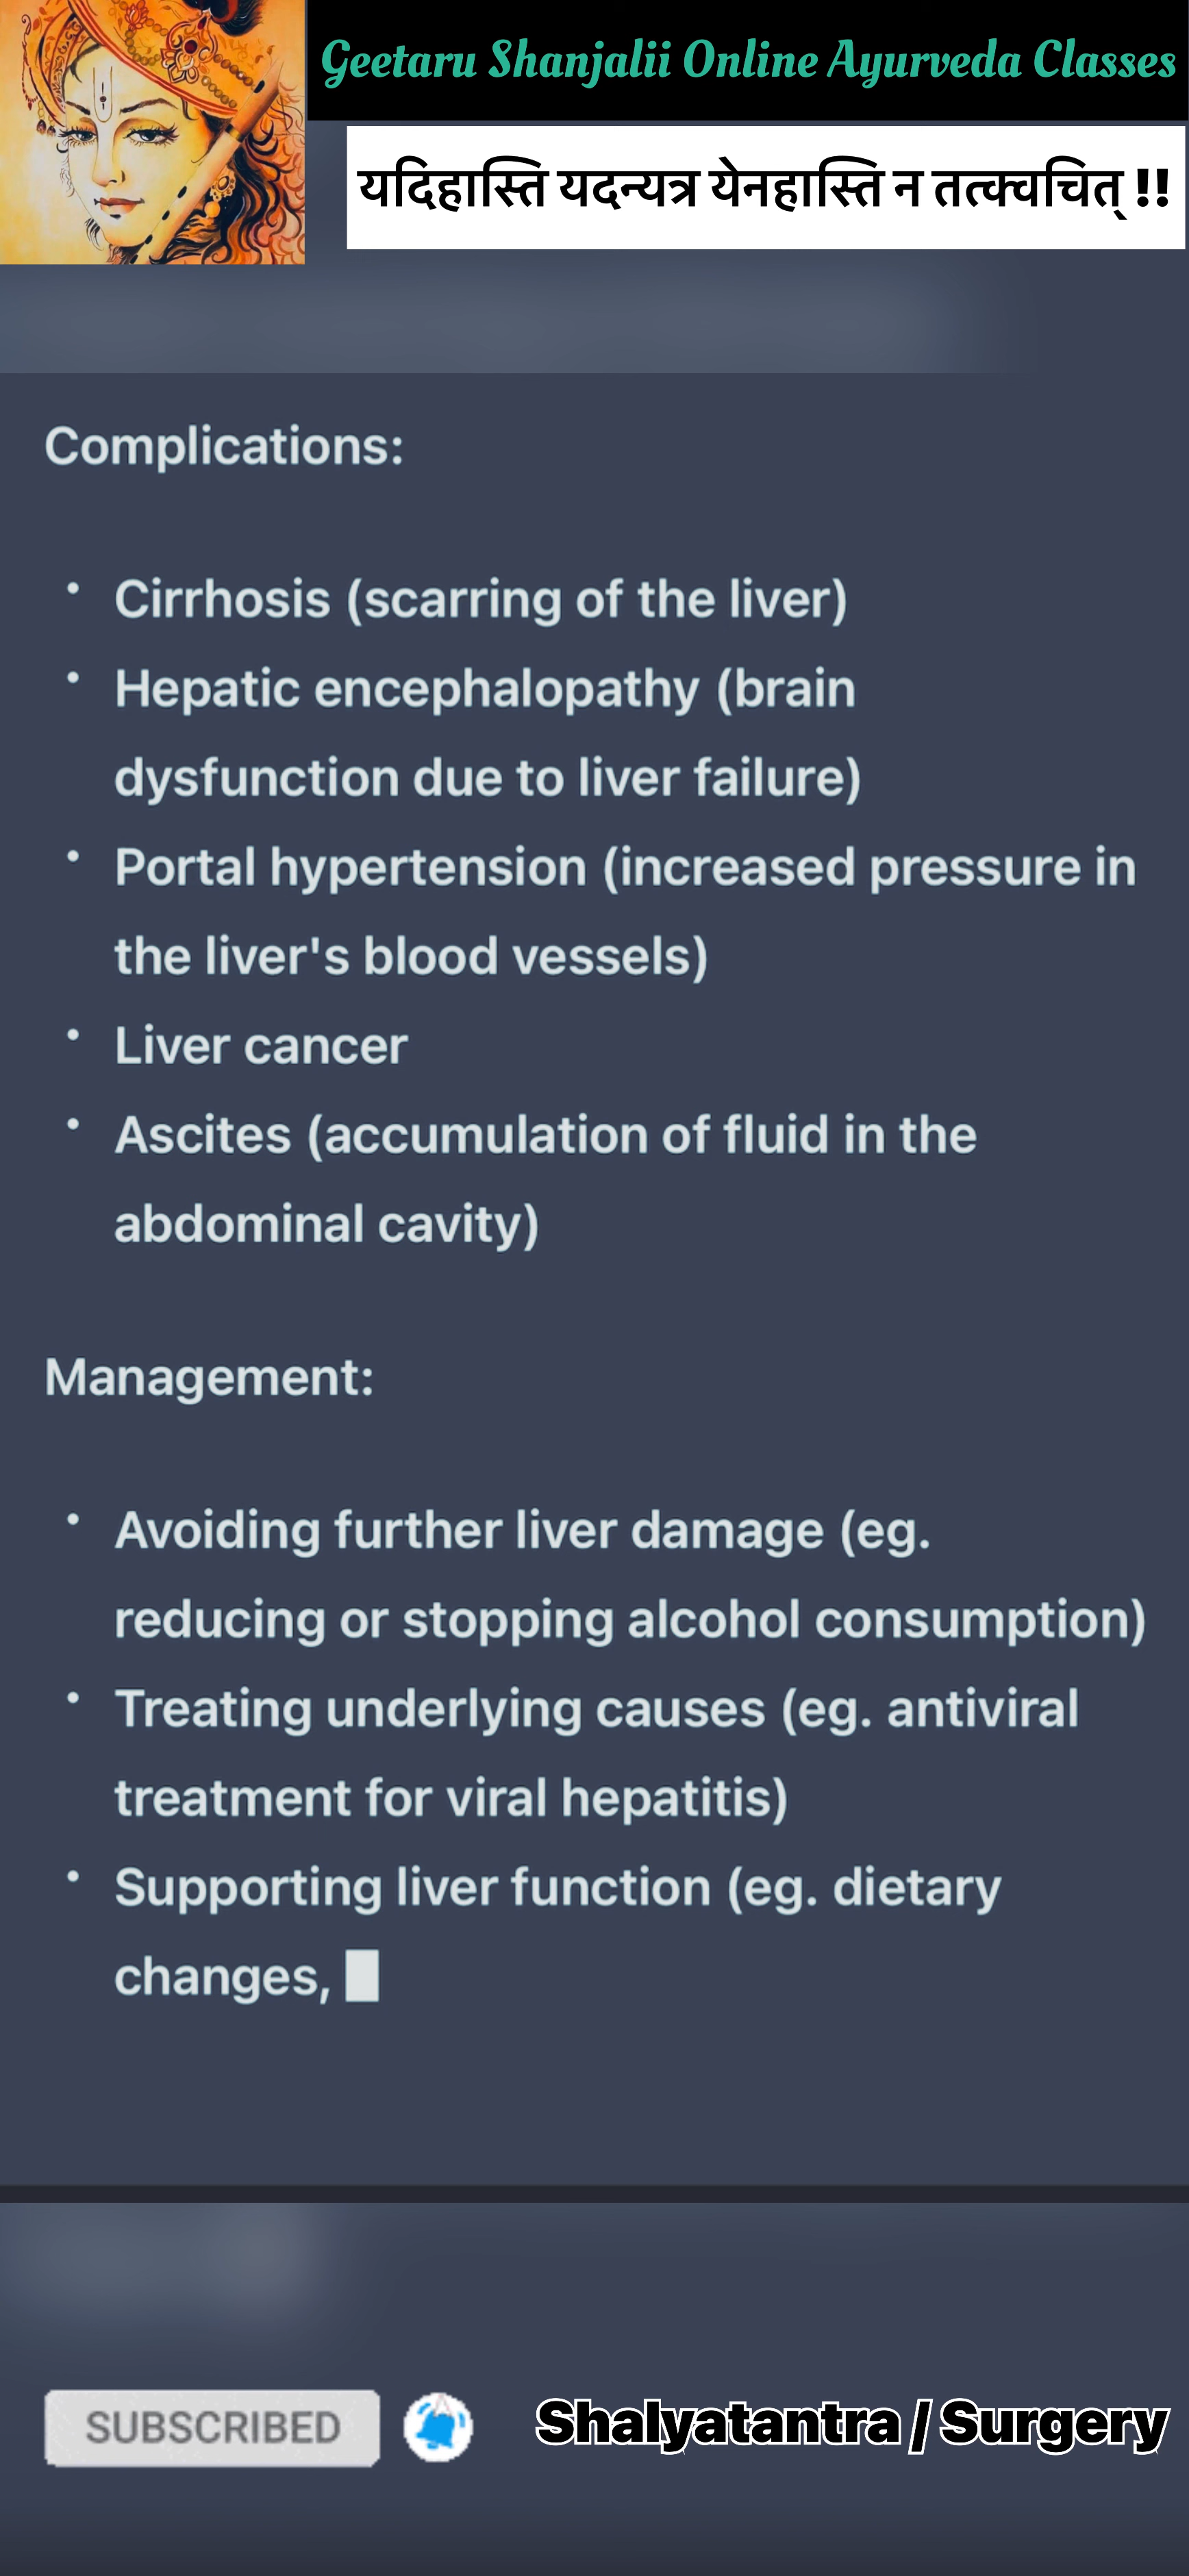 Geetaru Shanjalii Online Ayurveda Classes
यदिहास्ति यदन्यत्र येनहास्ति न तत्क्वचित् !!
Complications:
• Cirrhosis (scarring of the liver)
• Hepatic encephalopathy (brain
dysfunction due to liver failure)
• Portal hypertension (increased pressure in
the liver's blood vessels)
• Liver cancer
• Ascites (accumulation of fluid in the
abdominal cavity)
Management:
• Avoiding further liver damage (eg.
reducing or stopping alcohol consumption)
• Treating underlying causes (eg. antiviral
treatment for viral hepatitis)
• Supporting liver function (eg. dietary
changes,
SUBSCRIBED
Shalyatantra / Surgery